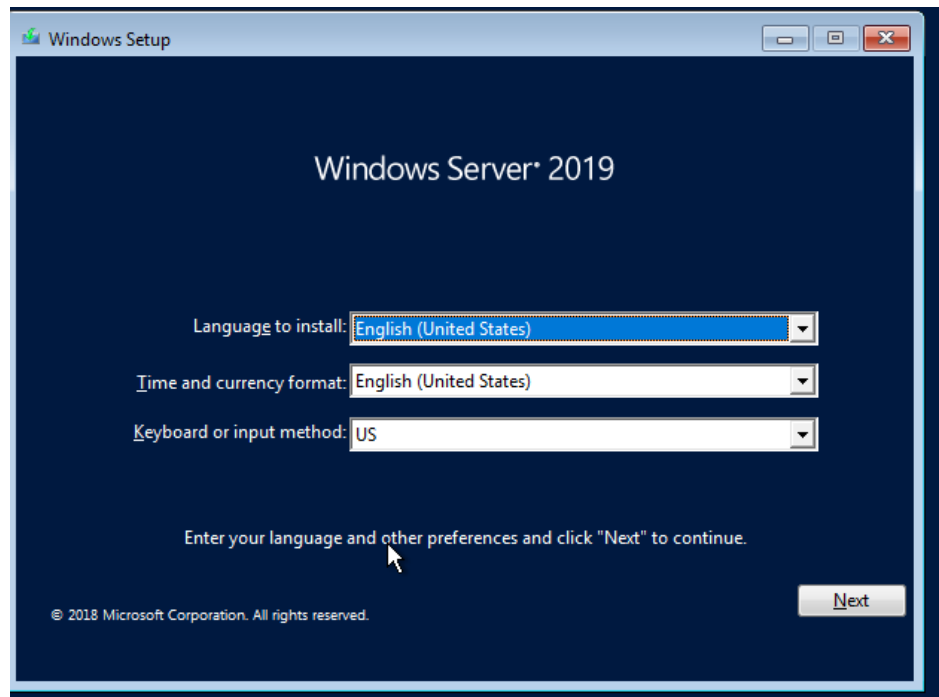 Windows Setup
Windows Server® 2019
Language to install: English (United States)
Time and currency format: English (United States)
Keyboard or input method: US
Enter your language and other preferences and click "Next" to continue.
Next
© 2018 Microsoft Corporation. All rights reserved.